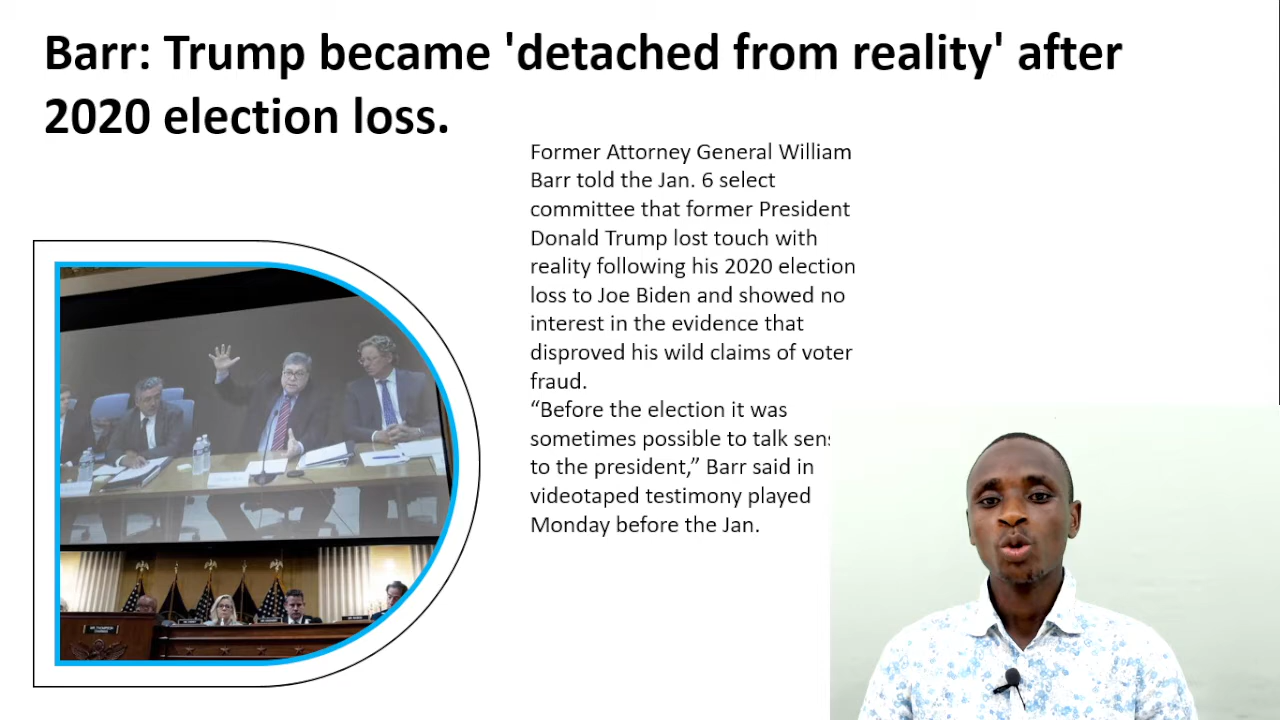 Barr: Trump became 'detached from reality' after
2020 election loss.
Former Attorney General William
Barr told the Jan. 6 select
committee that former President
Donald Trump lost touch with
reality following his 2020 election
loss to Joe Biden and showed no
interest in the evidence that
disproved his wild claims of voter
fraud.
“Before the election it was
sometimes possible to talk sens
to the president,” Barr said in
videotaped testimony played
Monday before the Jan.